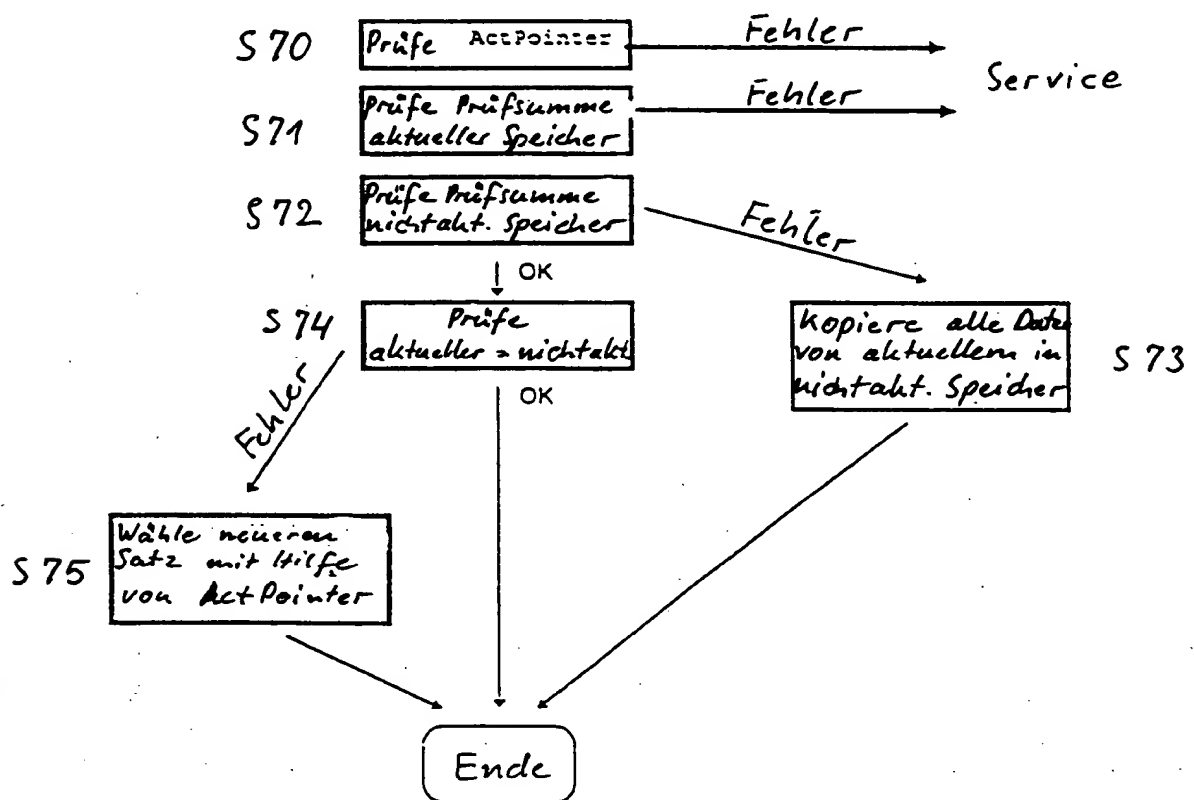 S 70
Prüfe ActPointer
Fehler
Service
S 71
Prüfe Prüfsumme
aktueller Speicher
Fehler
S 72
Prüfe Prüfsumme
nichtakt. Speicher
Fehler
OK
S 74
Prüfe
aktueller = nichtakt
OK
Fehler
Kopiere alle Daten
von aktuellem in
nichtakt. Speicher
S 73
S 75
Wähle neueren
Satz mit Hilfe
von ActPointer
Ende